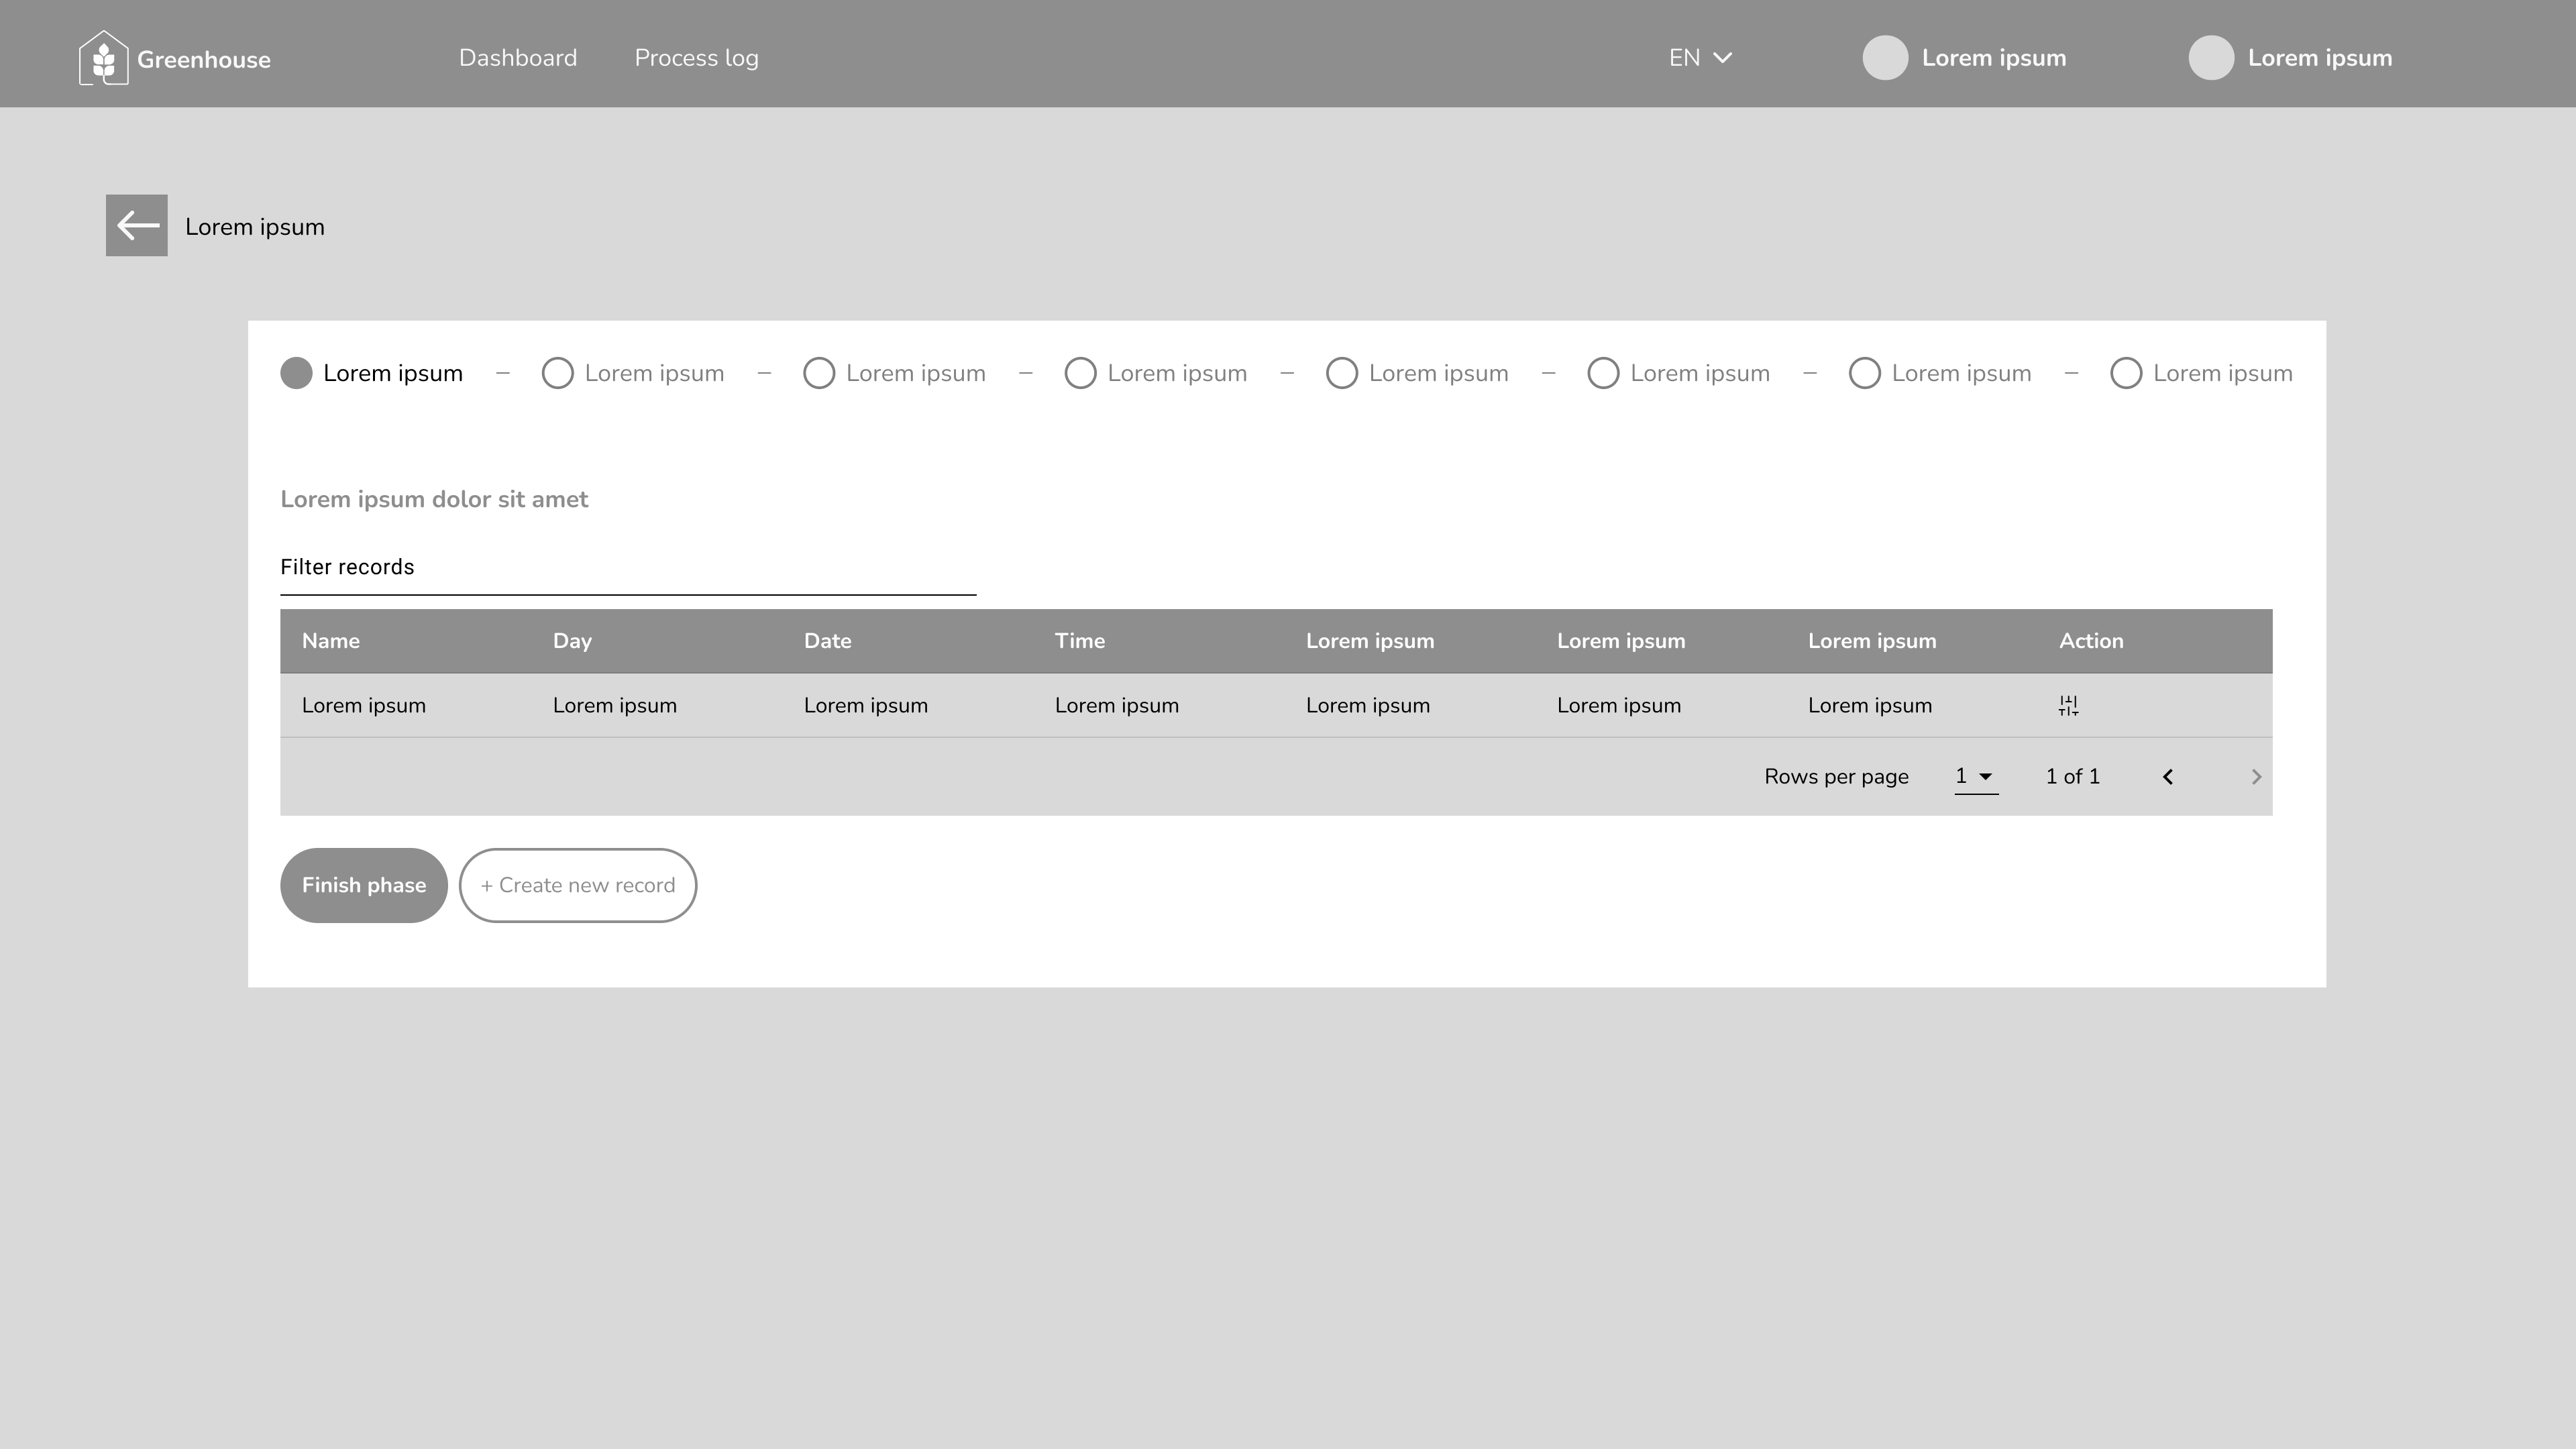 Greenhouse Dashboard Process log EN Lorem ipsum Lorem ipsum
Lorem ipsum
Lorem ipsum – Lorem ipsum – Lorem ipsum – Lorem ipsum – Lorem ipsum – Lorem ipsum – Lorem ipsum – Lorem ipsum
Lorem ipsum dolor sit amet
Filter records
Name Day Date Time Lorem ipsum Lorem ipsum Lorem ipsum Action
Lorem ipsum Lorem ipsum Lorem ipsum Lorem ipsum Lorem ipsum Lorem ipsum Lorem ipsum
Rows per page 1 1 of 1
Finish phase + Create new record